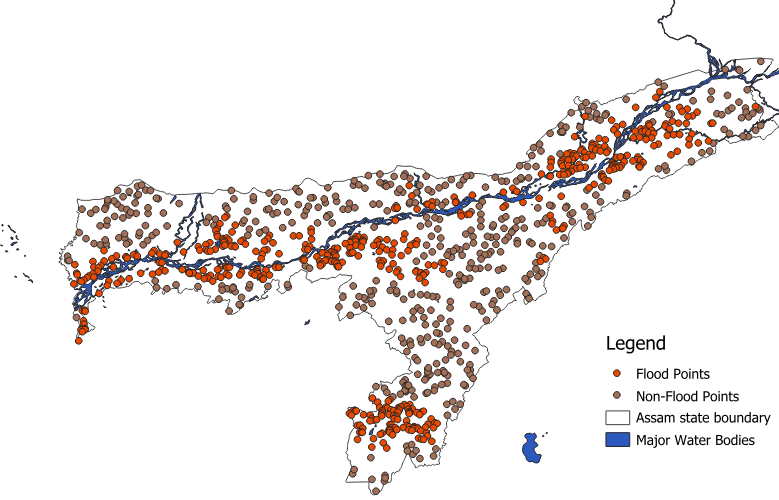 Legend
Flood Points
Non-Flood Points
Assam state boundary
Major Water Bodies